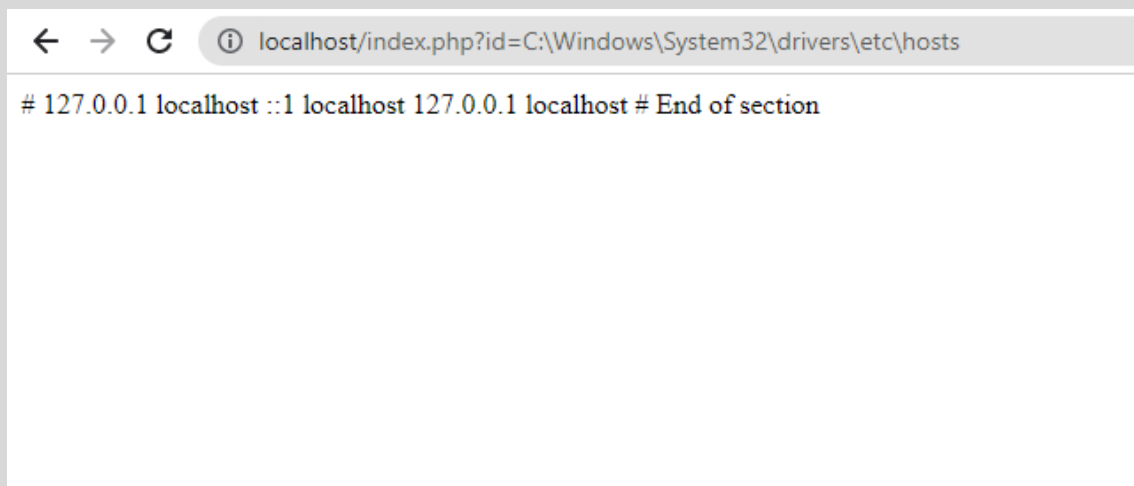 localhost/index.php?id=C:\Windows\System32\drivers\etc\hosts
# 127.0.0.1 localhost ::1 localhost 127.0.0.1 localhost # End of section